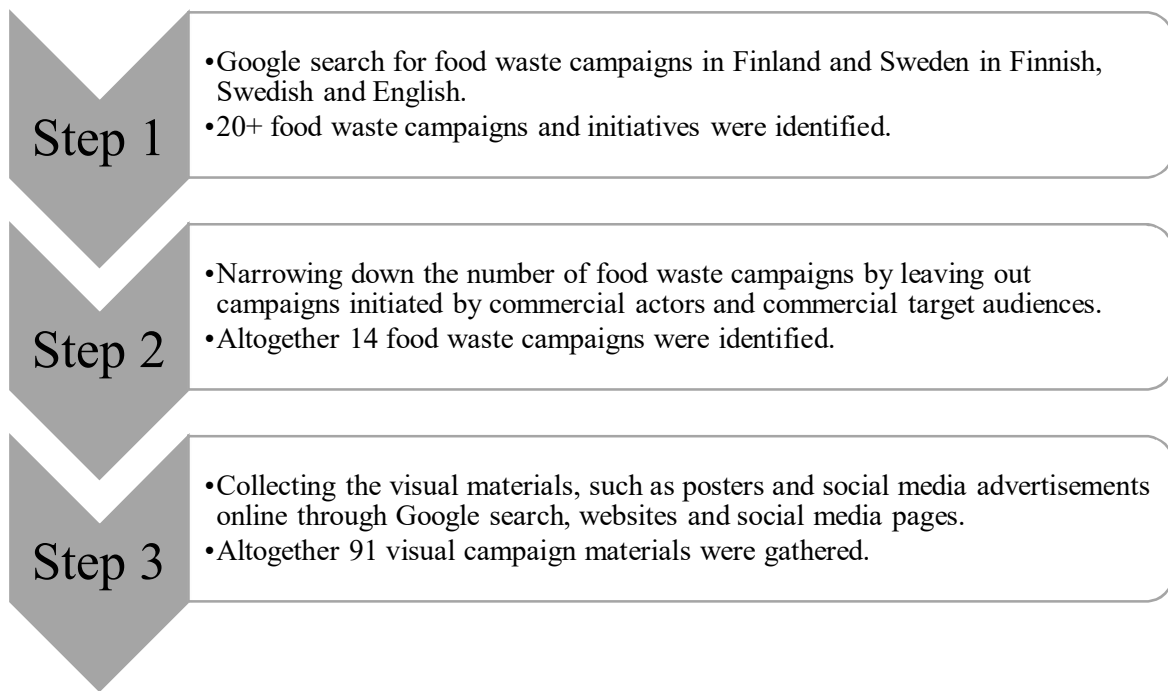 Step 1
•Google search for food waste campaigns in Finland and Sweden in Finnish,
Swedish and English.
•20+ food waste campaigns and initiatives were identified.
Step 2
•Narrowing down the number of food waste campaigns by leaving out
campaigns initiated by commercial actors and commercial target audiences.
•Altogether 14 food waste campaigns were identified.
Step 3
•Collecting the visual materials, such as posters and social media advertisements
online through Google search, websites and social media pages.
•Altogether 91 visual campaign materials were gathered.